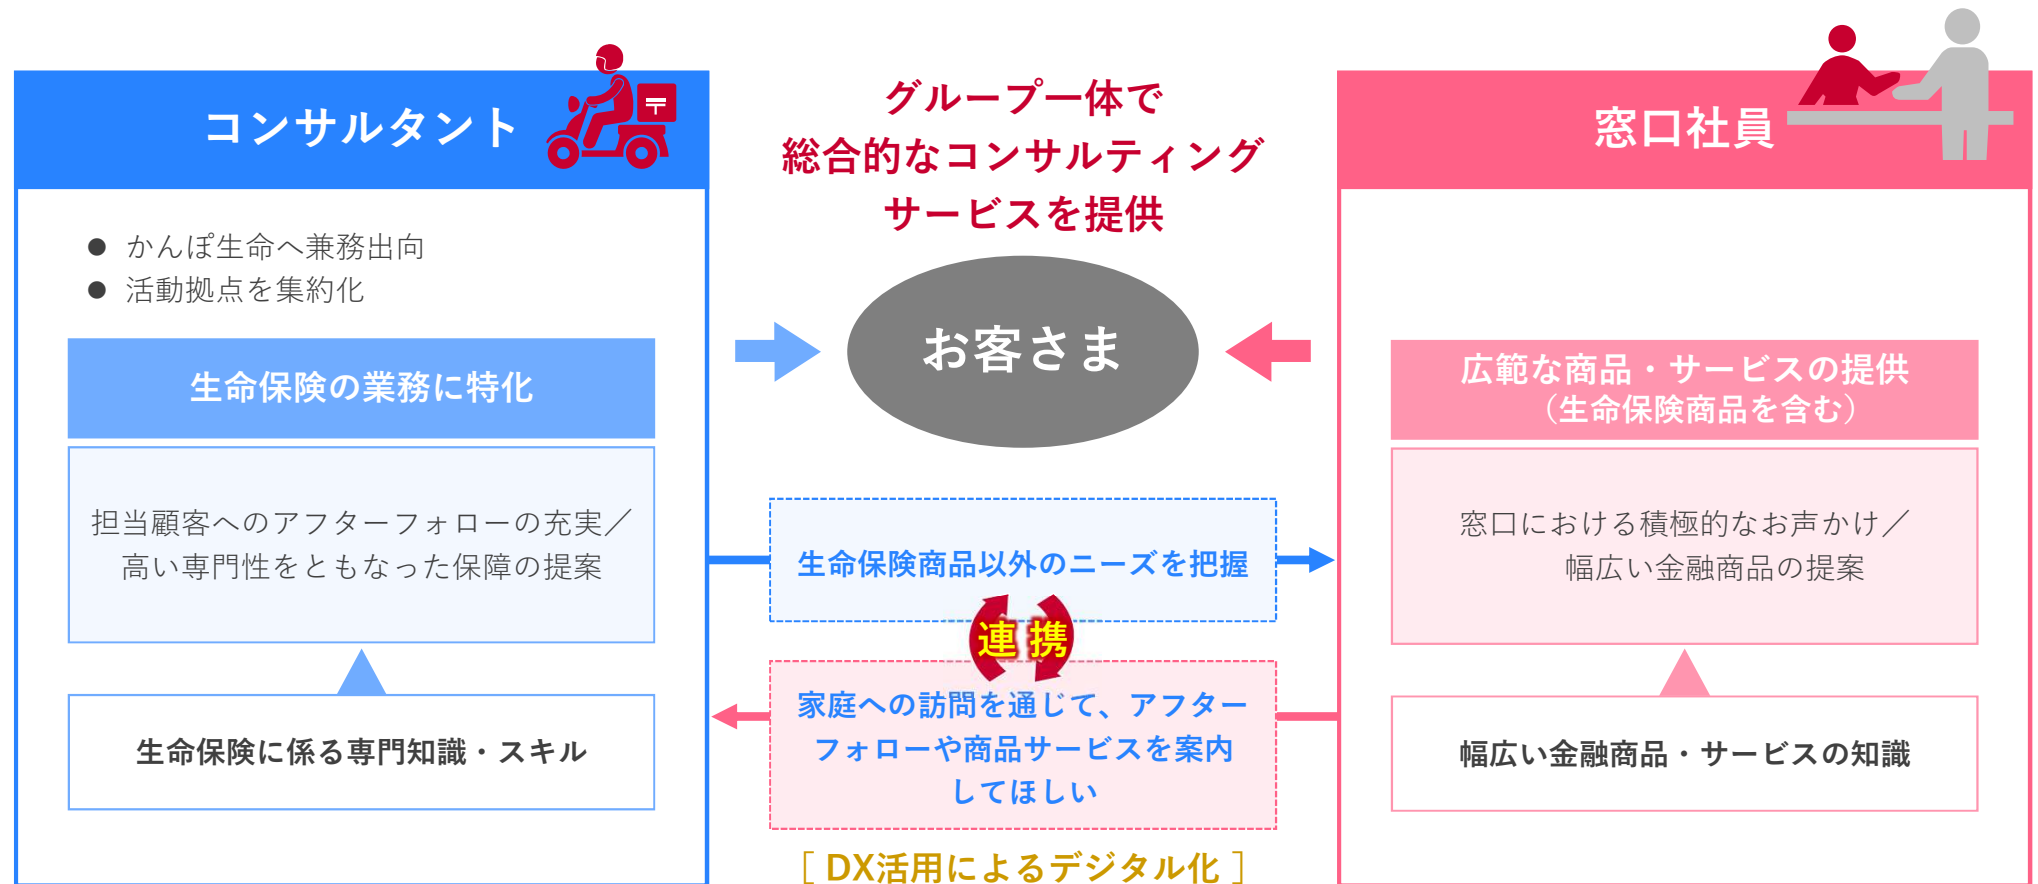 コンサルタント
● かんぽ生命へ兼務出向
● 活動拠点を集約化
生命保険の業務に特化
担当顧客へのアフターフォローの充実／
高い専門性をともなった保障の提案
生命保険に係る専門知識・スキル
グループ一体で
総合的なコンサルティング
サービスを提供
お客さま
生命保険商品以外のニーズを把握
連携
家庭への訪問を通じて、アフター
フォローや商品サービスを案内
してほしい
［ DX活用によるデジタル化 ］
窓口社員
広範な商品・サービスの提供
（生命保険商品を含む）
窓口における積極的なお声かけ／
幅広い金融商品の提案
幅広い金融商品・サービスの知識